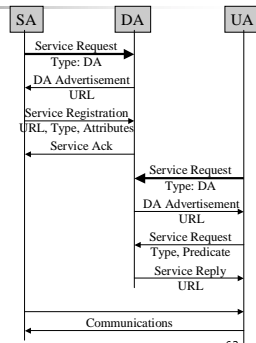 SA DA UA
Service Request
Type: DA
DA Advertisement
URL
Service Registration
URL, Type, Attributes
Service Ack
Service Request
Type: DA
DA Advertisement
URL
Service Request
Type, Predicate
Service Reply
URL
Communications